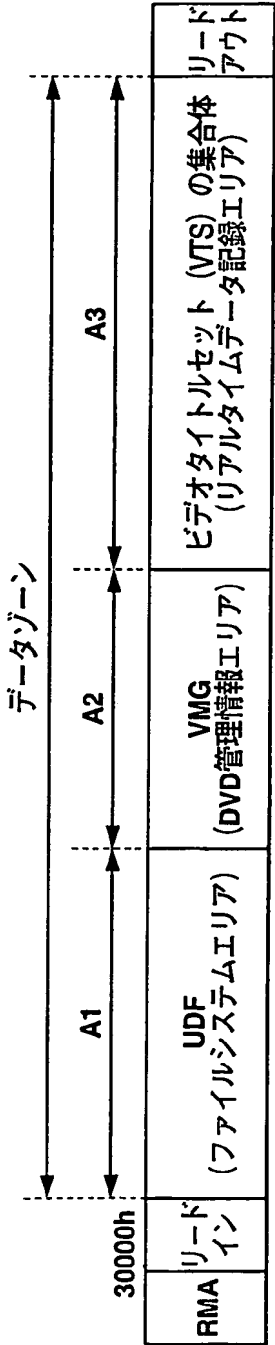 データゾーン
A1
A2
A3
30000h
RMA
リード
イン
UDF
(ファイルシステムエリア)
VMG
(DVD管理情報エリア)
ビデオタイトルセット (VTS) の集合体
(リアルタイムデータ記録エリア)
リード
アウト